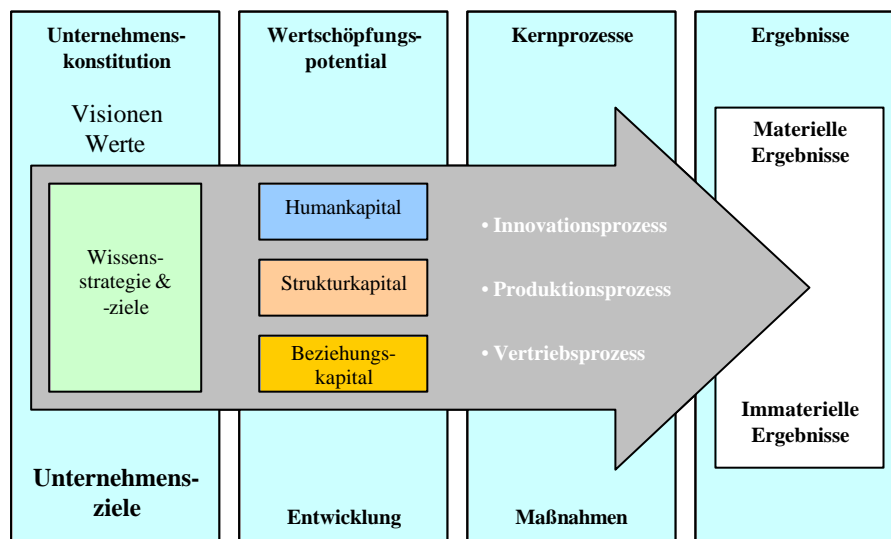 Unternehmens-
konstitution
Visionen
Werte
Wissens-
strategie &
-ziele
Unternehmens-
ziele
Wertschöpfungs-
potential
Humankapital
Strukturkapital
Beziehungs-
kapital
Entwicklung
Kernprozesse
• Innovationsprozess
• Produktionsprozess
• Vertriebsprozess
Maßnahmen
Ergebnisse
Materielle
Ergebnisse
Immaterielle
Ergebnisse